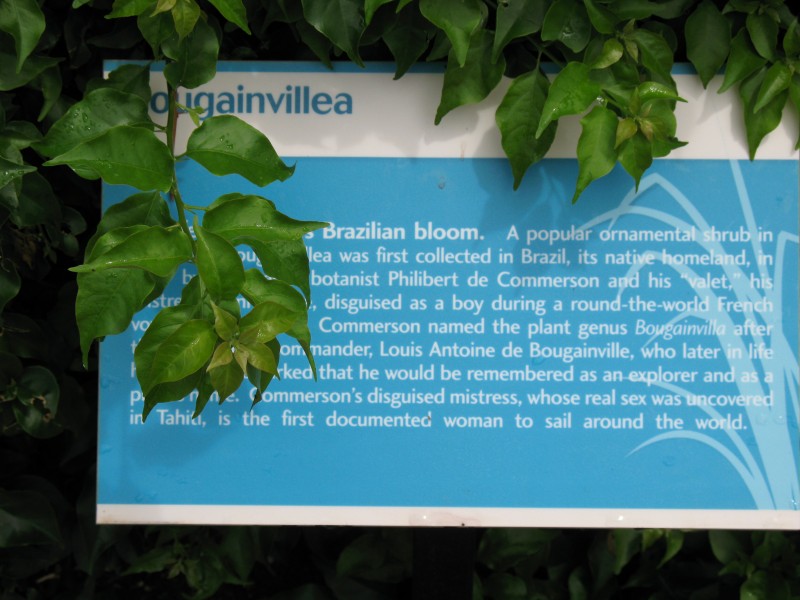 Bougainvillea
Brazilian bloom. A popular ornamental shrub in
was first collected in Brazil, its native homeland, in
botanist Philibert de Commerson and his "valet," his
disguised as a boy during a round-the-world French
Commerson named the plant genus Bougainvilla after
Louis Antoine de Bougainville, who later in life
that he would be remembered as an explorer and as a
Commerson's disguised mistress, whose real sex was uncovered
in Tahiti, is the first documented woman to sail around the world.